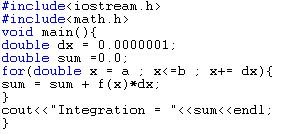 #include<iostream.h>
#include<math.h>
void main(){
double dx = 0.0000001;
double sum =0.0;
for(double x = a ; x<=b ; x+= dx){
sum = sum + f(x)*dx;
}
cout<<"Integration = "<<sum<<endl;
}